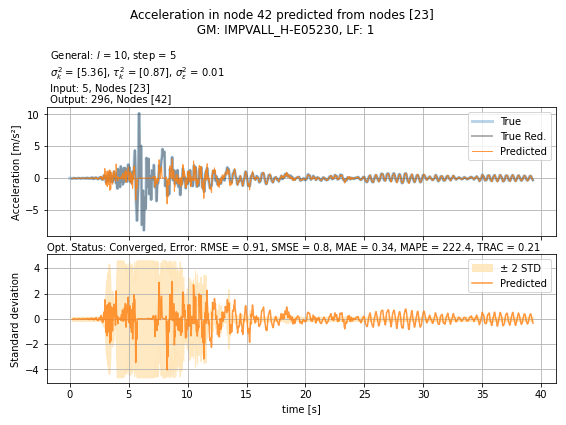 Acceleration in node 42 predicted from nodes [23]
GM: IMPVALL_H-E05230, LF: 1
General: l = 10, step = 5
σ²ₖ = [5.36], τ²ₖ = [0.87], σ²ε = 0.01
Input: 5, Nodes [23]
Output: 296, Nodes [42]
Acceleration [m/s²]
10
5
0
−5
True
True Red.
Predicted
Opt. Status: Converged, Error: RMSE = 0.91, SMSE = 0.8, MAE = 0.34, MAPE = 222.4, TRAC = 0.21
Standard deviation
4
2
0
−2
−4
± 2 STD
Predicted
0 5 10 15 20 25 30 35 40
time [s]